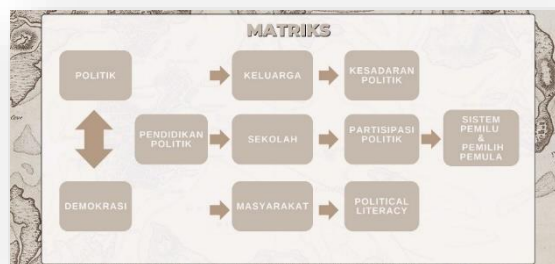 MATRIKS
POLITIK
KELUARGA
KESADARAN
POLITIK
PENDIDIKAN
POLITIK
SEKOLAH
PARTISIPASI
POLITIK
SISTEM
PEMILU
&
PEMILIH
PEMULA
DEMOKRASI
MASYARAKAT
POLITICAL
LITERACY